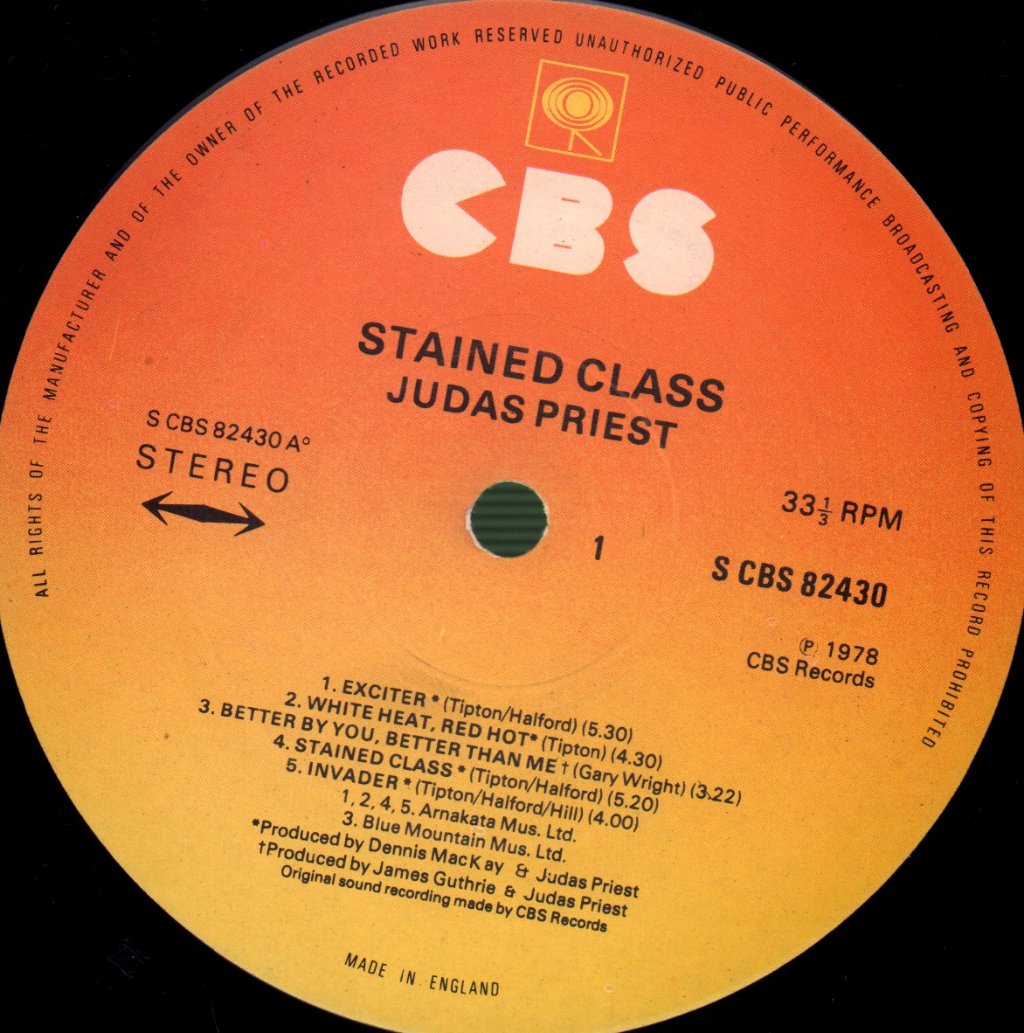 ALL RIGHTS OF THE MANUFACTURER AND OF THE OWNER OF THE RECORDED WORK RESERVED UNAUTHORIZED PUBLIC PERFORMANCE BROADCASTING AND COPYING OF THIS RECORD PROHIBITED
CBS
STAINED CLASS
JUDAS PRIEST
S CBS 82430 A°
STEREO
33⅓ RPM
1
S CBS 82430
℗ 1978
CBS Records
1. EXCITER * (Tipton/Halford) (5.30)
2. WHITE HEAT, RED HOT* (Tipton) (4.30)
3. BETTER BY YOU, BETTER THAN ME † (Gary Wright) (3.22)
4. STAINED CLASS * (Tipton/Halford) (5.20)
5. INVADER * (Tipton/Halford/Hill) (4.00)
1, 2, 4, 5. Arnakata Mus. Ltd.
3. Blue Mountain Mus. Ltd.
*Produced by Dennis MacKay & Judas Priest
†Produced by James Guthrie & Judas Priest
Original sound recording made by CBS Records
MADE IN ENGLAND